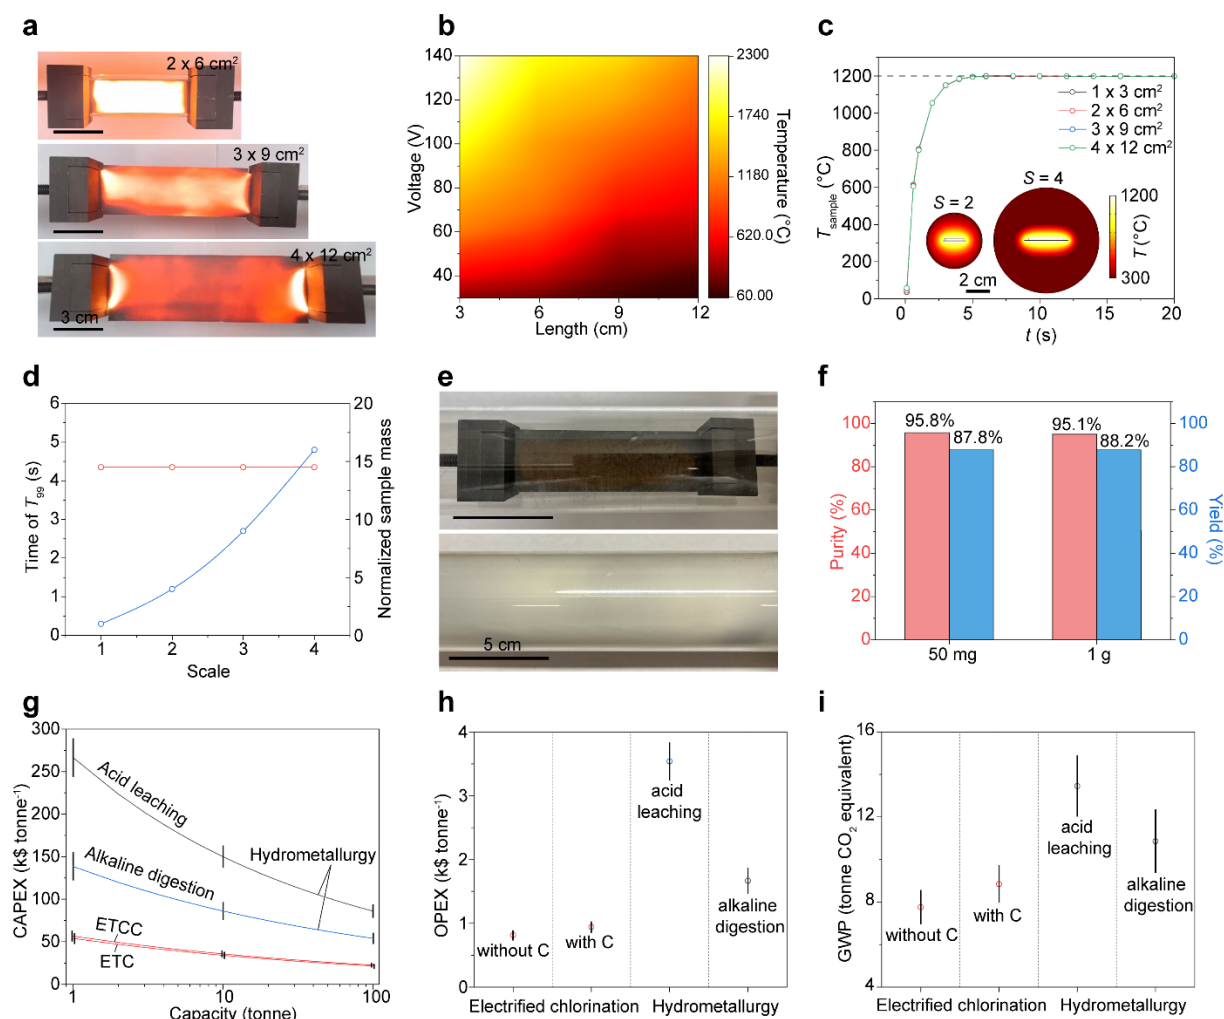 a
2 x 6 cm²
3 x 9 cm²
4 x 12 cm²
3 cm
b
140
120
100
80
60
40
Voltage (V)
3
6
9
12
Length (cm)
2300
1740
1180
620.0
60.00
Temperature (°C)
c
1400
1200
1000
800
600
400
200
0
T_sample (°C)
0
5
10
15
20
t (s)
1 x 3 cm²
2 x 6 cm²
3 x 9 cm²
4 x 12 cm²
S = 2
S = 4
2 cm
1200
300
T (°C)
d
6
5
4
3
2
1
0
Time of T₉₉ (s)
1
2
3
4
Scale
20
15
10
5
0
Normalized sample mass
e
5 cm
f
100
80
60
40
20
0
Purity (%)
95.8%
87.8%
95.1%
88.2%
50 mg
1 g
100
80
60
40
20
0
Yield (%)
g
300
250
200
150
100
50
0
CAPEX (k$ tonne⁻¹)
Acid leaching
Alkaline digestion
Hydrometallurgy
ETCC
ETC
1
10
100
Capacity (tonne)
h
4
3
2
1
0
OPEX (k$ tonne⁻¹)
without C
with C
acid
leaching
alkaline
digestion
Electrified chlorination
Hydrometallurgy
i
16
12
8
4
GWP (tonne CO₂ equivalent)
without C
with C
acid
leaching
alkaline
digestion
Electrified chlorination
Hydrometallurgy